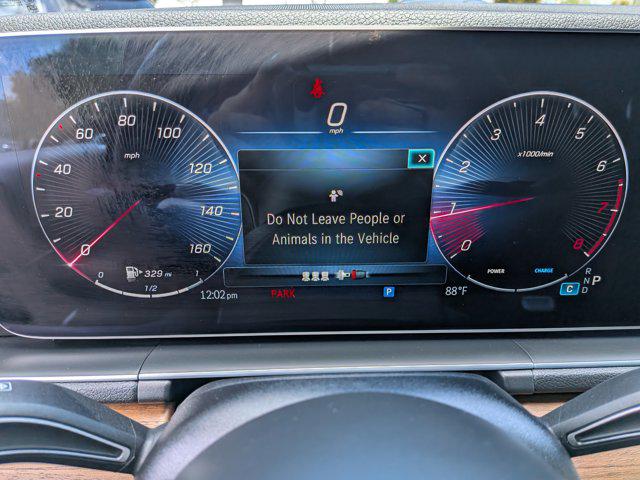 0
mph
0
20
40
60
80
100
120
140
160
mph
0
1/2
1
329 mi
X
Do Not Leave People or
Animals in the Vehicle
0
1
2
3
4
5
6
7
8
x1000/min
POWER
CHARGE
12:02 pm
PARK
P
88°F
C
R
N
D
P